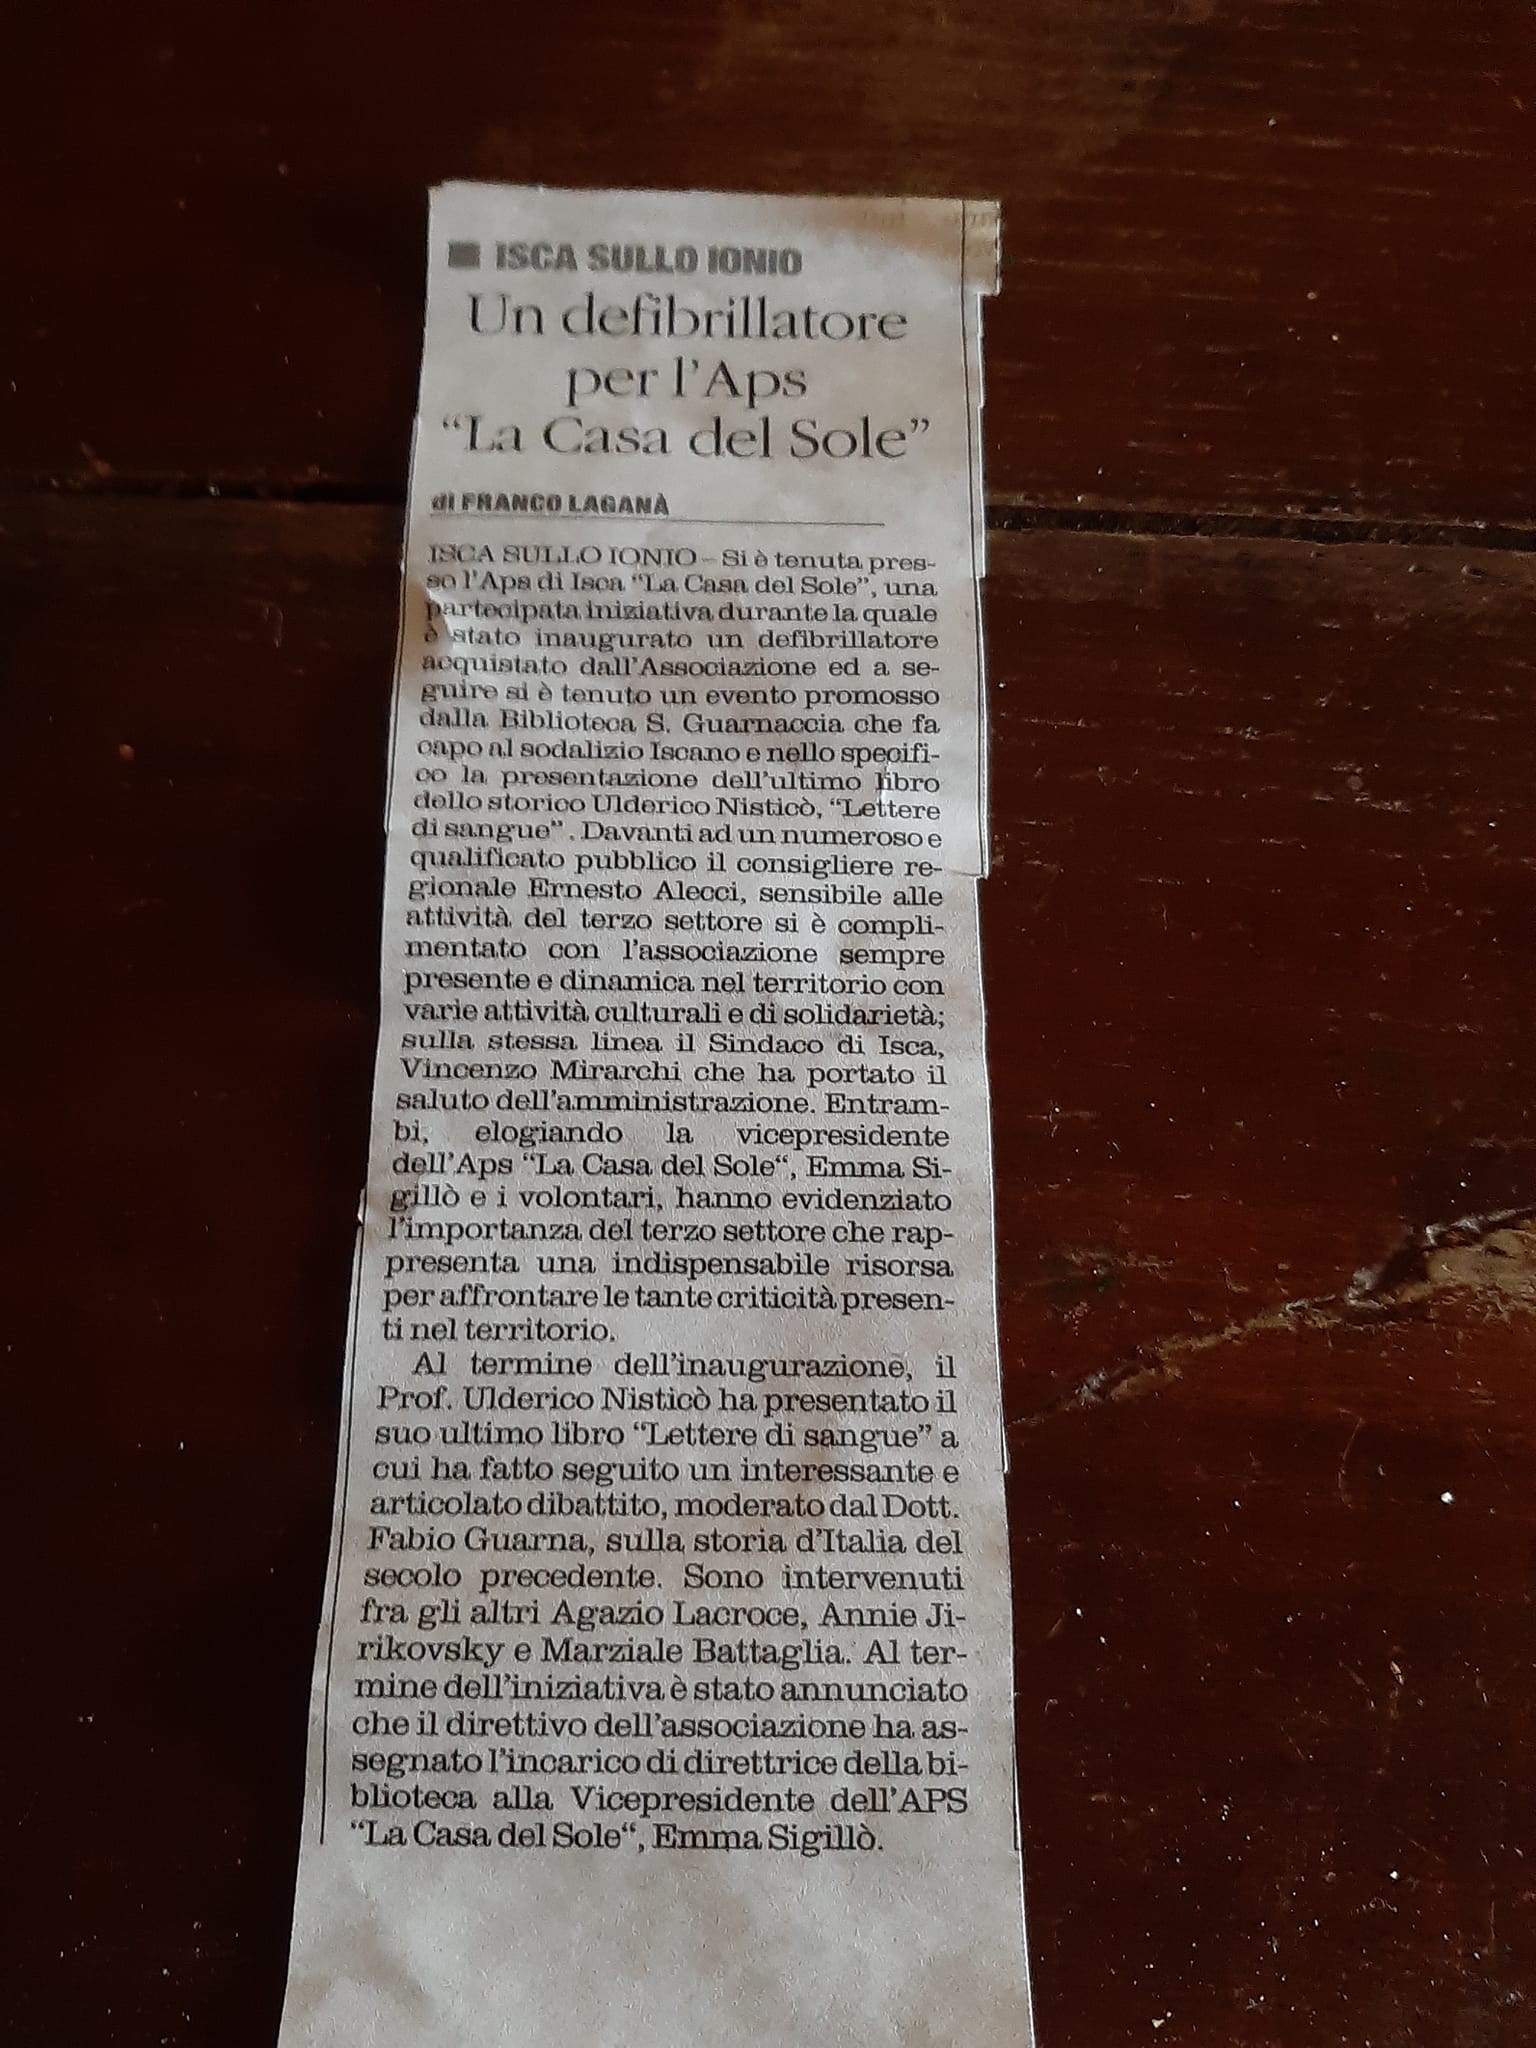 ISCA SULLO IONIO
Un defibrillatore
per l'Aps
“La Casa del Sole”
di FRANCO LAGANÀ
ISCA SULLO IONIO – Si è tenuta pres-
so l'Aps di Isca “La Casa del Sole”, una
partecipata iniziativa durante la quale
è stato inaugurato un defibrillatore
acquistato dall'Associazione ed a se-
guire si è tenuto un evento promosso
dalla Biblioteca S. Guarnaccia che fa
capo al sodalizio Iscano e nello specifi-
co la presentazione dell'ultimo libro
dello storico Ulderico Nisticò, “Lettere
di sangue” . Davanti ad un numeroso e
qualificato pubblico il consigliere re-
gionale Ernesto Alecci, sensibile alle
attività del terzo settore si è compli-
mentato con l'associazione sempre
presente e dinamica nel territorio con
varie attività culturali e di solidarietà;
sulla stessa linea il Sindaco di Isca,
Vincenzo Mirarchi che ha portato il
saluto dell'amministrazione. Entram-
bi, elogiando la vicepresidente
dell'Aps “La Casa del Sole“, Emma Si-
gillò e i volontari, hanno evidenziato
l'importanza del terzo settore che rap-
presenta una indispensabile risorsa
per affrontare le tante criticità presen-
ti nel territorio.
Al termine dell'inaugurazione, il
Prof. Ulderico Nisticò ha presentato il
suo ultimo libro “Lettere di sangue” a
cui ha fatto seguito un interessante e
articolato dibattito, moderato dal Dott.
Fabio Guarna, sulla storia d'Italia del
secolo precedente. Sono intervenuti
fra gli altri Agazio Lacroce, Annie Ji-
rikovsky e Marziale Battaglia. Al ter-
mine dell'iniziativa è stato annunciato
che il direttivo dell'associazione ha as-
segnato l'incarico di direttrice della bi-
blioteca alla Vicepresidente dell'APS
“La Casa del Sole“, Emma Sigillò.